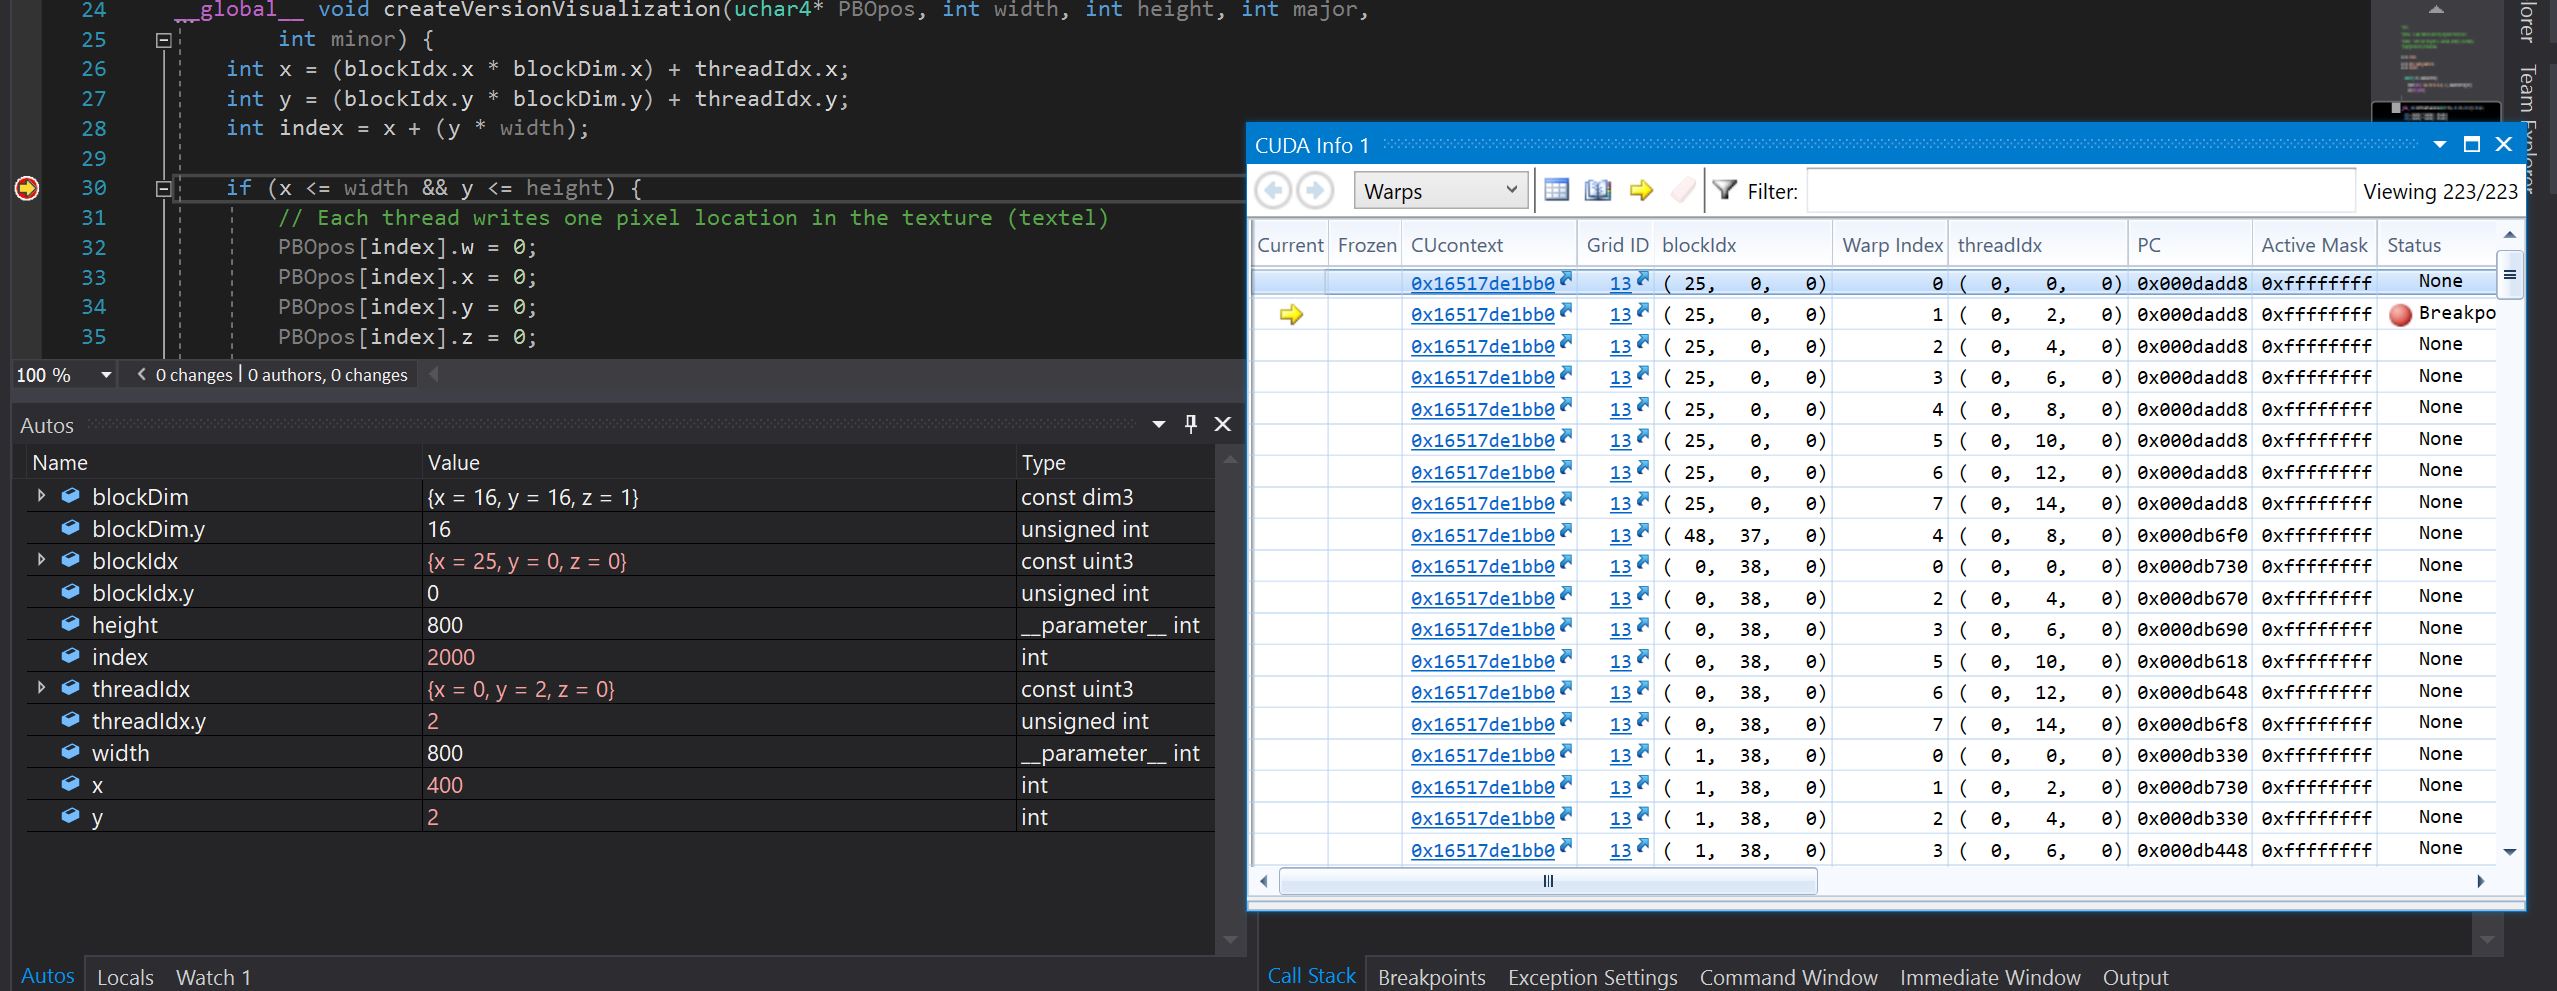 24 __global__ void createVersionVisualization(uchar4* PBOpos, int width, int height, int major,
25 int minor) {
26 int x = (blockIdx.x * blockDim.x) + threadIdx.x;
27 int y = (blockIdx.y * blockDim.y) + threadIdx.y;
28 int index = x + (y * width);
29
30 if (x <= width && y <= height) {
31 // Each thread writes one pixel location in the texture (textel)
32 PBOpos[index].w = 0;
33 PBOpos[index].x = 0;
34 PBOpos[index].y = 0;
35 PBOpos[index].z = 0;
100 % 0 changes | 0 authors, 0 changes
Autos
Name Value Type
blockDim {x = 16, y = 16, z = 1} const dim3
blockDim.y 16 unsigned int
blockIdx {x = 25, y = 0, z = 0} const uint3
blockIdx.y 0 unsigned int
height 800 __parameter__ int
index 2000 int
threadIdx {x = 0, y = 2, z = 0} const uint3
threadIdx.y 2 unsigned int
width 800 __parameter__ int
x 400 int
y 2 int
Autos Locals Watch 1
CUDA Info 1
Warps Filter: Viewing 223/223
Current Frozen CUcontext Grid ID blockIdx Warp Index threadIdx PC Active Mask Status
0x16517de1bb0 13 ( 25, 0, 0) 0 ( 0, 0, 0) 0x000dadd8 0xffffffff None
0x16517de1bb0 13 ( 25, 0, 0) 1 ( 0, 2, 0) 0x000dadd8 0xffffffff Breakpo
0x16517de1bb0 13 ( 25, 0, 0) 2 ( 0, 4, 0) 0x000dadd8 0xffffffff None
0x16517de1bb0 13 ( 25, 0, 0) 3 ( 0, 6, 0) 0x000dadd8 0xffffffff None
0x16517de1bb0 13 ( 25, 0, 0) 4 ( 0, 8, 0) 0x000dadd8 0xffffffff None
0x16517de1bb0 13 ( 25, 0, 0) 5 ( 0, 10, 0) 0x000dadd8 0xffffffff None
0x16517de1bb0 13 ( 25, 0, 0) 6 ( 0, 12, 0) 0x000dadd8 0xffffffff None
0x16517de1bb0 13 ( 25, 0, 0) 7 ( 0, 14, 0) 0x000dadd8 0xffffffff None
0x16517de1bb0 13 ( 48, 37, 0) 4 ( 0, 8, 0) 0x000db6f0 0xffffffff None
0x16517de1bb0 13 ( 0, 38, 0) 0 ( 0, 0, 0) 0x000db730 0xffffffff None
0x16517de1bb0 13 ( 0, 38, 0) 2 ( 0, 4, 0) 0x000db670 0xffffffff None
0x16517de1bb0 13 ( 0, 38, 0) 3 ( 0, 6, 0) 0x000db690 0xffffffff None
0x16517de1bb0 13 ( 0, 38, 0) 5 ( 0, 10, 0) 0x000db618 0xffffffff None
0x16517de1bb0 13 ( 0, 38, 0) 6 ( 0, 12, 0) 0x000db648 0xffffffff None
0x16517de1bb0 13 ( 0, 38, 0) 7 ( 0, 14, 0) 0x000db6f8 0xffffffff None
0x16517de1bb0 13 ( 1, 38, 0) 0 ( 0, 0, 0) 0x000db330 0xffffffff None
0x16517de1bb0 13 ( 1, 38, 0) 1 ( 0, 2, 0) 0x000db730 0xffffffff None
0x16517de1bb0 13 ( 1, 38, 0) 2 ( 0, 4, 0) 0x000db330 0xffffffff None
0x16517de1bb0 13 ( 1, 38, 0) 3 ( 0, 6, 0) 0x000db448 0xffffffff None
Call Stack Breakpoints Exception Settings Command Window Immediate Window Output
lorer
Team Explorer